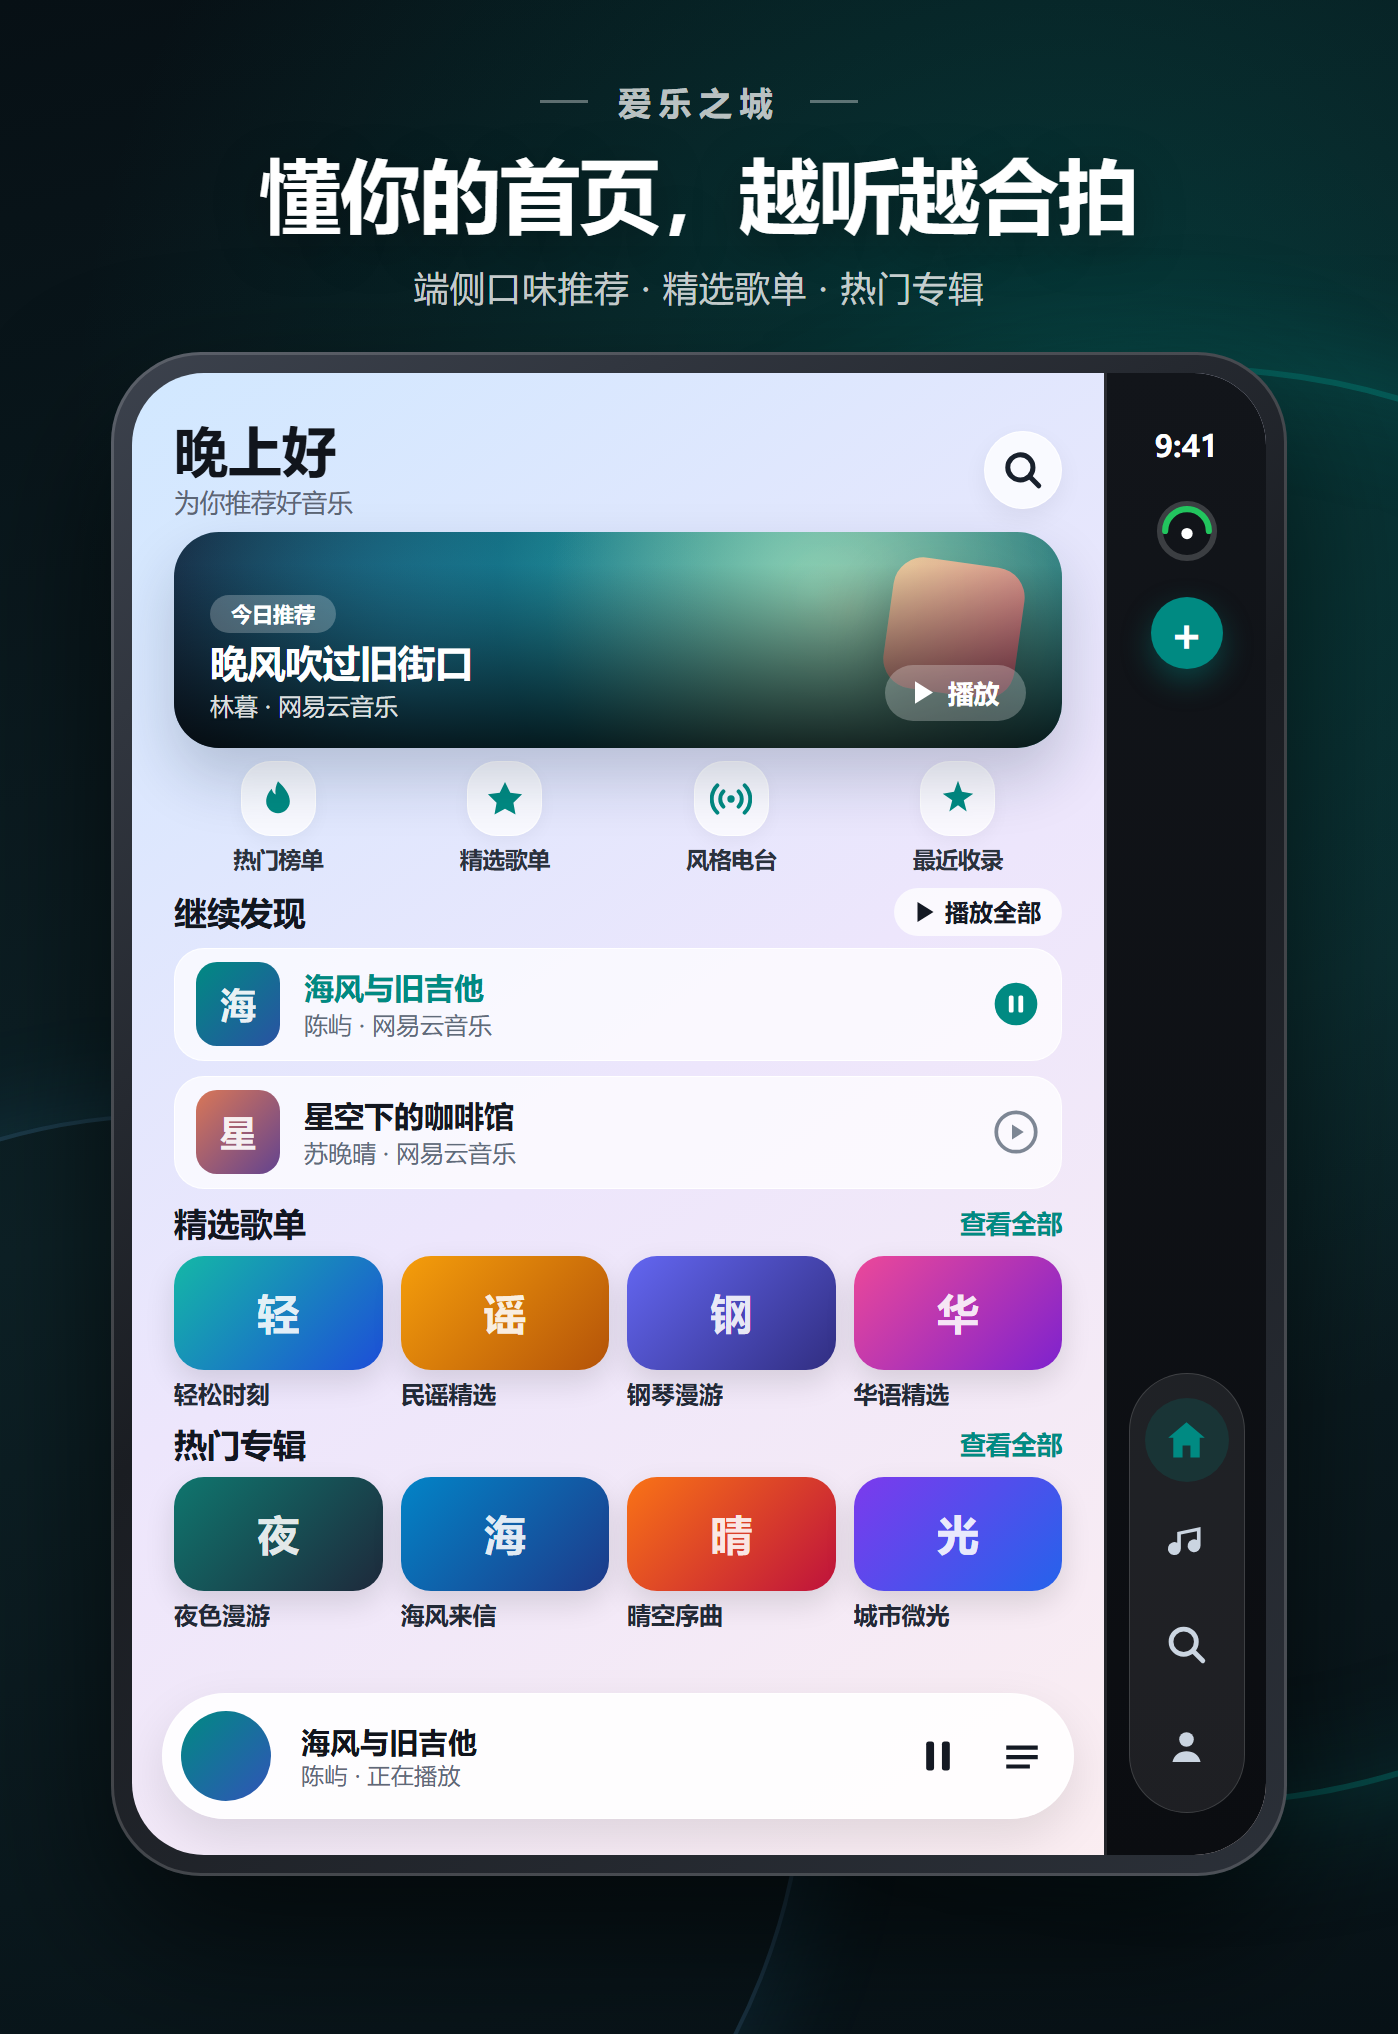 爱乐之城
懂你的首页，越听越合拍
端侧口味推荐 · 精选歌单 · 热门专辑
晚上好
为你推荐好音乐
9:41
今日推荐
晚风吹过旧街口
林暮 · 网易云音乐
播放
热门榜单
精选歌单
风格电台
最近收录
继续发现
播放全部
海
海风与旧吉他
陈屿 · 网易云音乐
星
星空下的咖啡馆
苏晚晴 · 网易云音乐
精选歌单
查看全部
轻
谣
钢
华
轻松时刻
民谣精选
钢琴漫游
华语精选
热门专辑
查看全部
夜
海
晴
光
夜色漫游
海风来信
晴空序曲
城市微光
海风与旧吉他
陈屿 · 正在播放